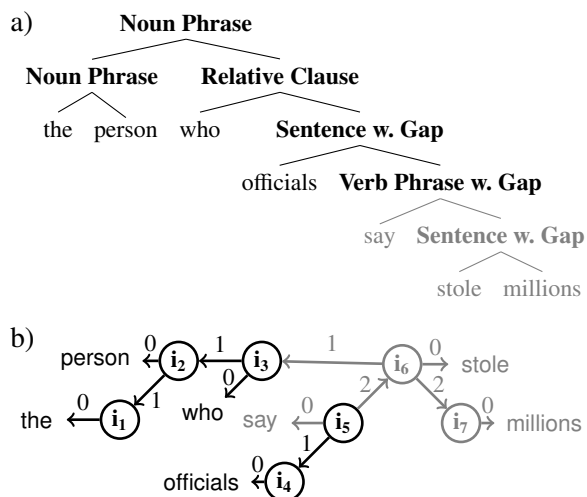 a)
Noun Phrase
Noun Phrase Relative Clause
the person who Sentence w. Gap
officials Verb Phrase w. Gap
say Sentence w. Gap
stole millions
b)
person 0 i2 1 i3 1 i6 0 stole
0 2 2
the 0 i1 1 who say 0 i5 i7 0 millions
1
officials 0 i4